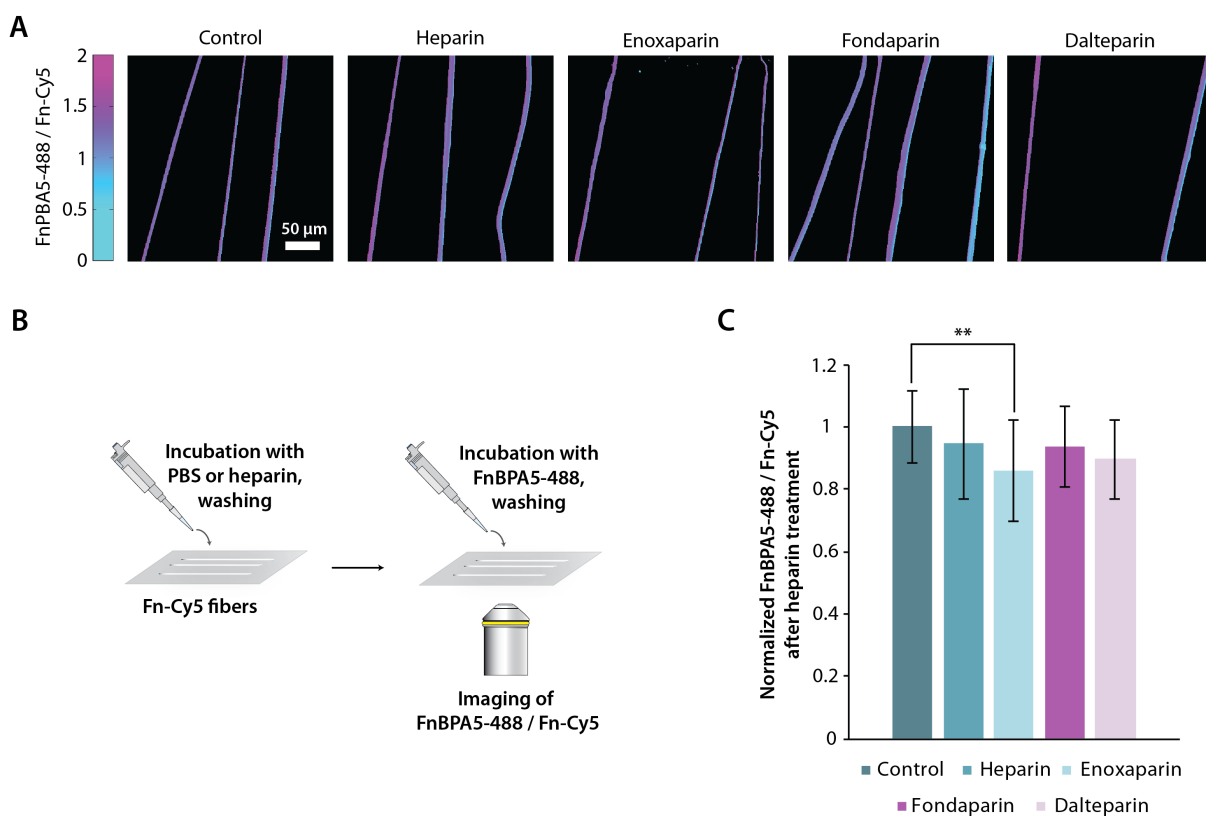 A
Control
Heparin
Enoxaparin
Fondaparin
Dalteparin
FnPBA5-488 / Fn-Cy5
2
1.5
1
0.5
0
50 µm
B
Incubation with
PBS or heparin,
washing
Fn-Cy5 fibers
Incubation with
FnBPA5-488,
washing
Imaging of
FnBPA5-488 / Fn-Cy5
C
**
Normalized FnBPA5-488 / Fn-Cy5
after heparin treatment
1.2
1
0.8
0.6
0.4
0.2
0
Control
Heparin
Enoxaparin
Fondaparin
Dalteparin